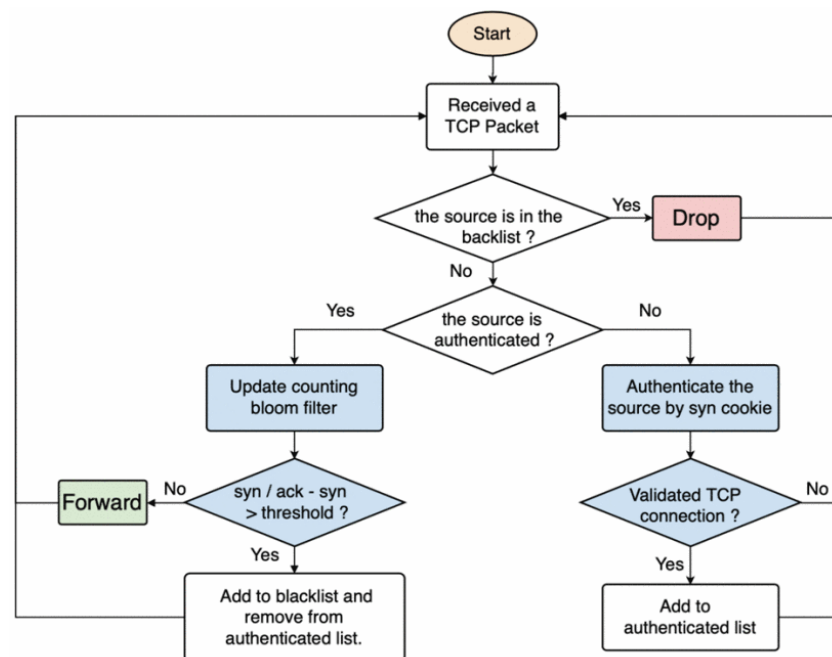 Start
Received a
TCP Packet
the source is in the
backlist ?
Yes
Drop
No
the source is
authenticated ?
Yes
No
Update counting
bloom filter
Authenticate the
source by syn cookie
Forward
No
syn / ack - syn
> threshold ?
Validated TCP
connection ?
No
Yes
Yes
Add to blacklist and
remove from
authenticated list.
Add to
authenticated list